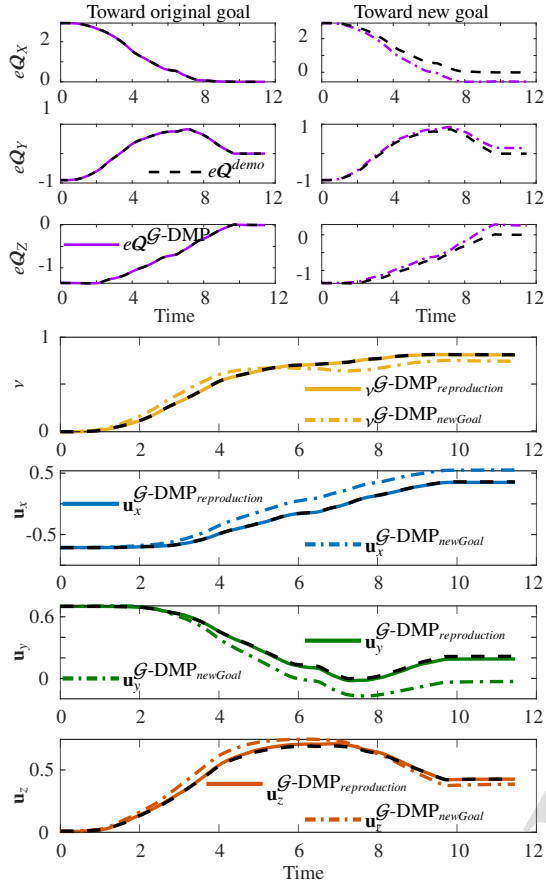 Toward original goal Toward new goal
eQ_X
2
0
0 4 8 12
2
0
0 4 8 12
eQ_Y
1
-1
0 4 8 12
eQ^demo
1
-1
0 4 8 12
eQ_Z
0
-1
0 4 8 12
eQ^𝒢-DMP
0
-1
0 4 8 12
Time Time
ν
1
0
0 2 4 6 8 10 12
ν^𝒢-DMP_reproduction
ν^𝒢-DMP_newGoal
u_x
0.5
-0.5
0 2 4 6 8 10 12
u_x^𝒢-DMP_reproduction
u_x^𝒢-DMP_newGoal
u_y
0.6
0
0 2 4 6 8 10 12
u_y^𝒢-DMP_reproduction
u_y^𝒢-DMP_newGoal
u_z
0.5
0
0 2 4 6 8 10 12
u_z^𝒢-DMP_reproduction
u_z^𝒢-DMP_newGoal
Time